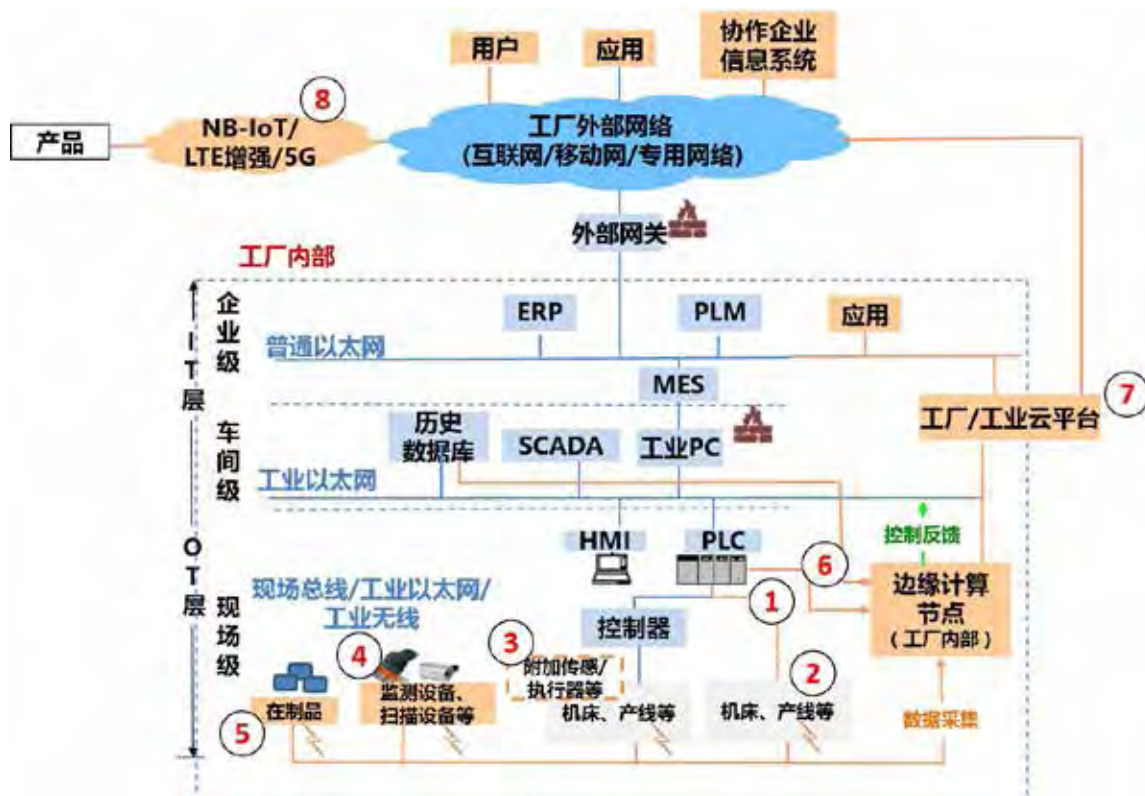 用户
应用
协作企业
信息系统
8
产品
NB-IoT/
LTE增强/5G
工厂外部网络
(互联网/移动网/专用网络)
外部网关
工厂内部
IT层
OT层
企业级
ERP
PLM
应用
普通以太网
MES
7
工厂/工业云平台
车间级
历史
数据库
SCADA
工业PC
工业以太网
控制反馈
HMI
PLC
6
现场级
现场总线/工业以太网/
工业无线
1
边缘计算
节点
(工厂内部)
控制器
3
4
附加传感/
执行器等
2
监测设备、
扫描设备等
在制品
机床、产线等
机床、产线等
5
数据采集